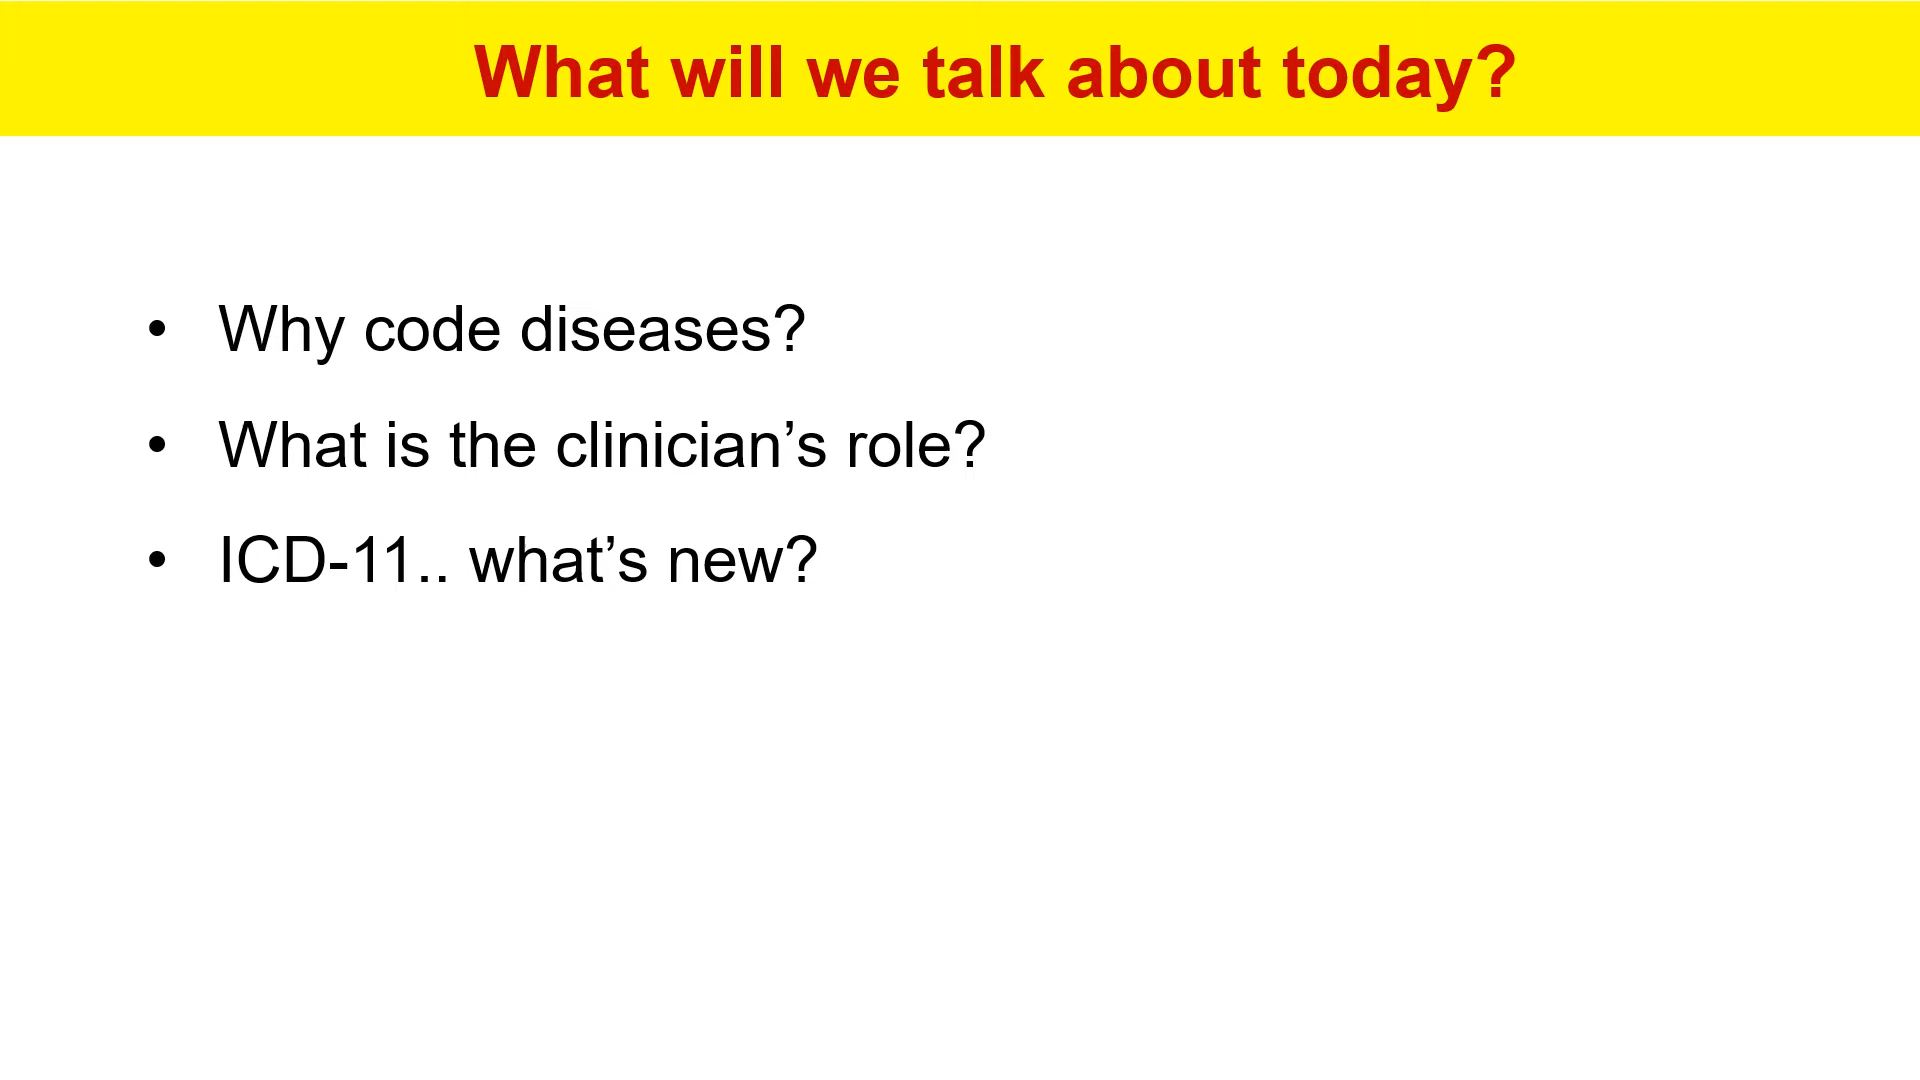 What will we talk about today?
• Why code diseases?
• What is the clinician’s role?
• ICD-11.. what’s new?